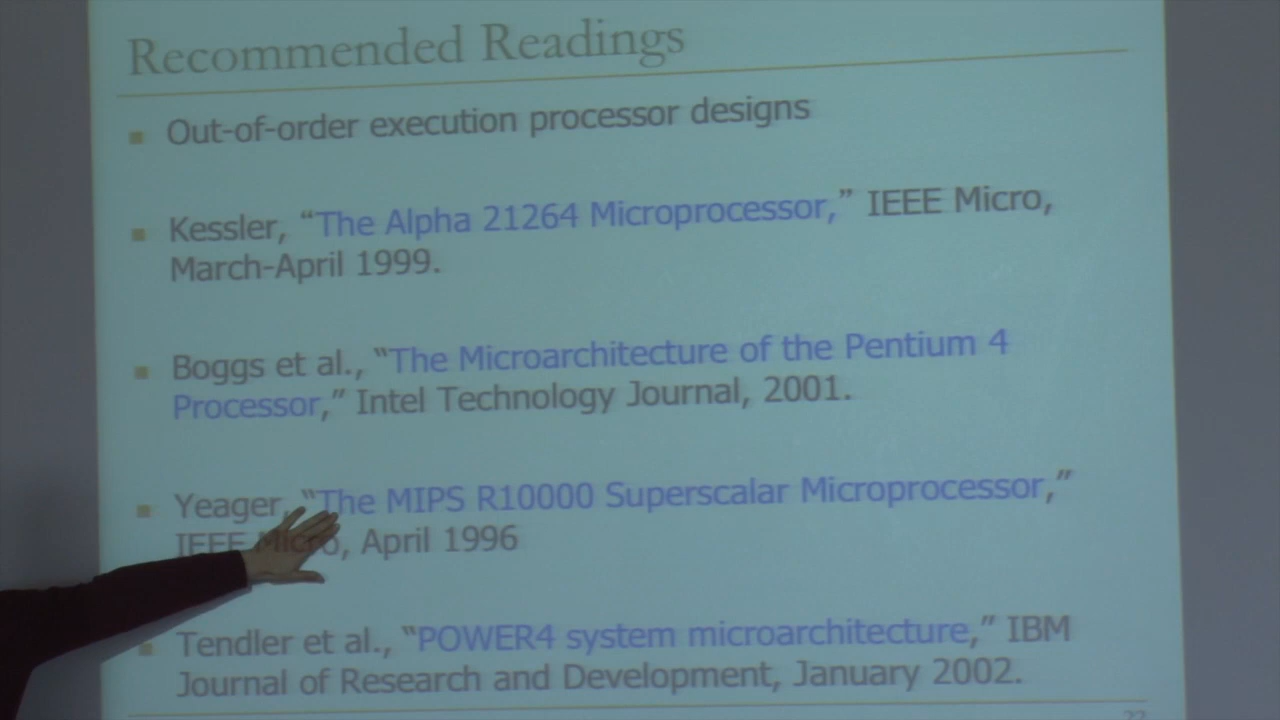 Recommended Readings
Out-of-order execution processor designs
Kessler, “The Alpha 21264 Microprocessor,” IEEE Micro,
March-April 1999.
Boggs et al., “The Microarchitecture of the Pentium 4
Processor,” Intel Technology Journal, 2001.
Yeager, “The MIPS R10000 Superscalar Microprocessor,”
IEEE Micro, April 1996
Tendler et al., “POWER4 system microarchitecture,” IBM
Journal of Research and Development, January 2002.